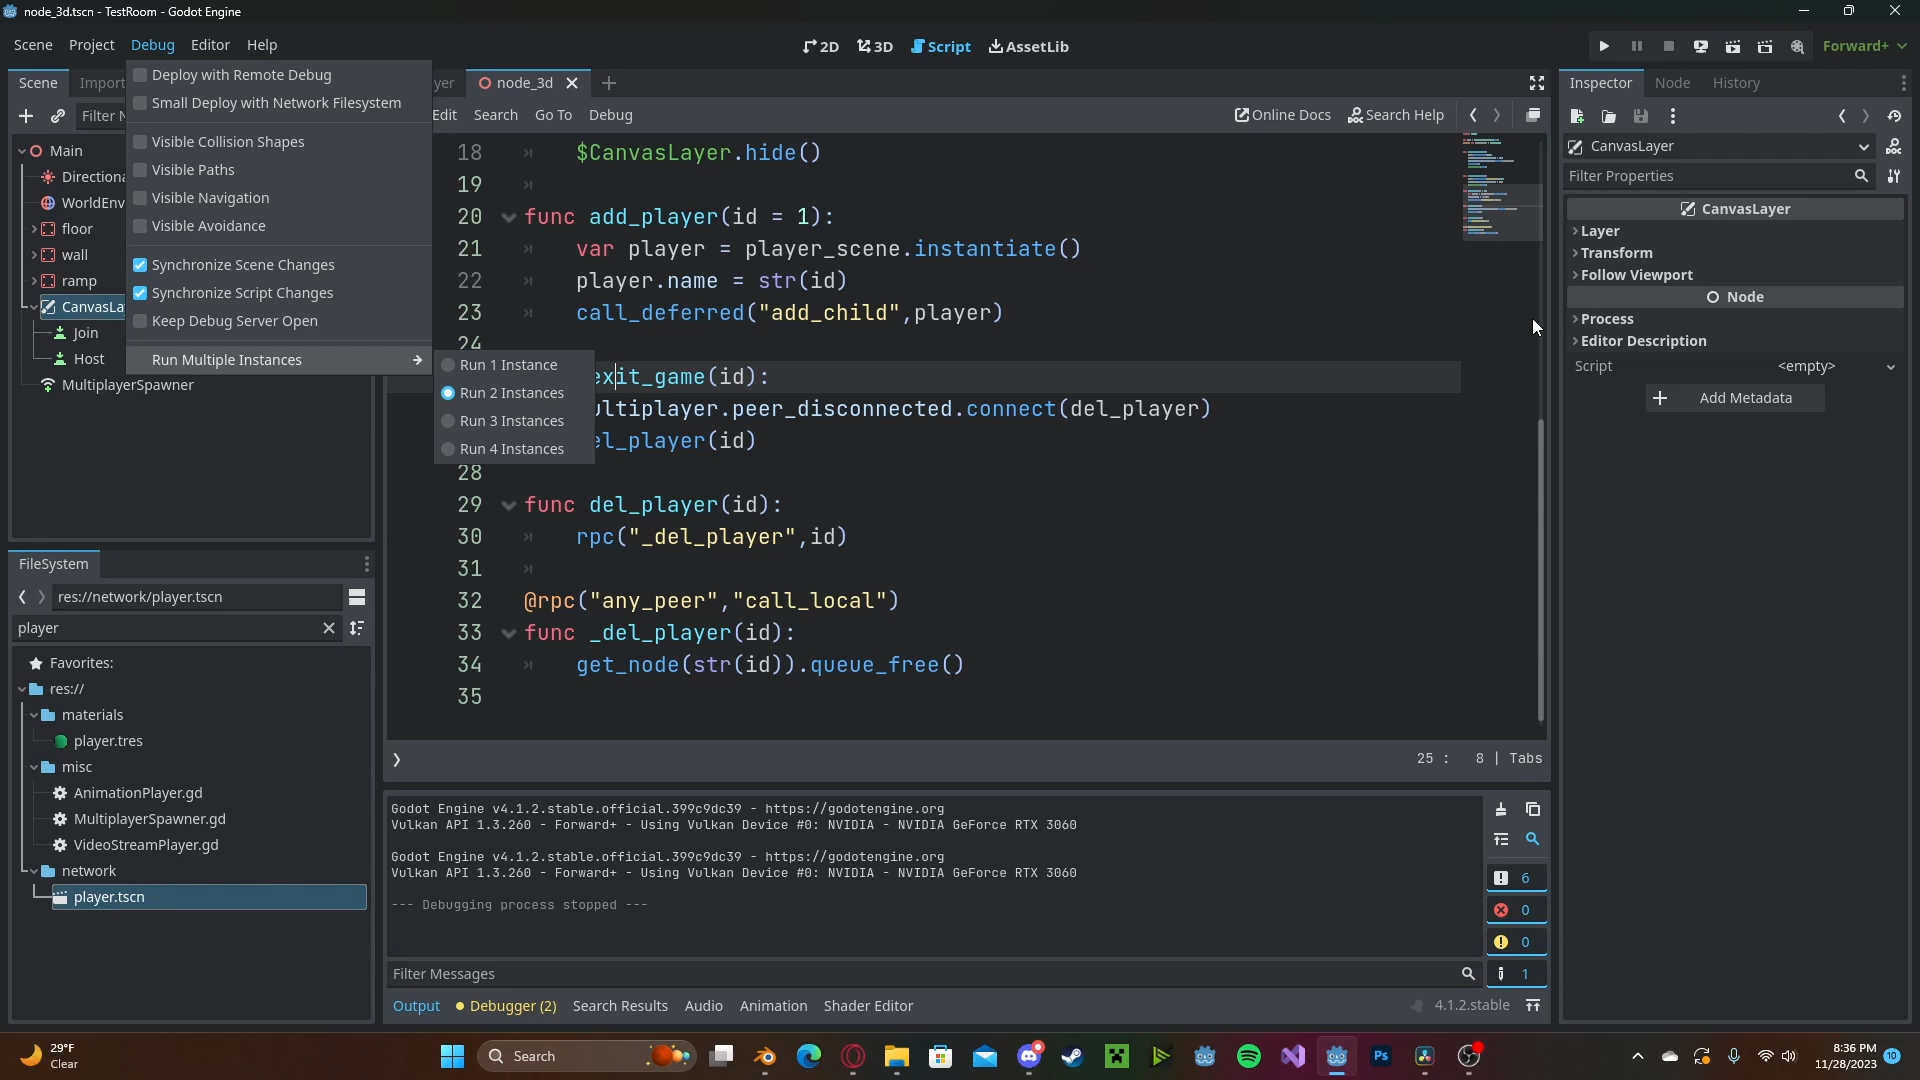 node_3d.tscn - TestRoom - Godot Engine
Scene Project Debug Editor Help
2D 3D Script AssetLib
Forward+
Scene Import
Deploy with Remote Debug
Small Deploy with Network Filesystem
Visible Collision Shapes
Visible Paths
Visible Navigation
Visible Avoidance
Synchronize Scene Changes
Synchronize Script Changes
Keep Debug Server Open
Run Multiple Instances
Run 1 Instance
Run 2 Instances
Run 3 Instances
Run 4 Instances
Filter N
Main
Directiona
WorldEnv
floor
wall
ramp
CanvasLa
Join
Host
MultiplayerSpawner
yer node_3d
Edit Search Go To Debug
Online Docs Search Help
18 $CanvasLayer.hide()
19
20 func add_player(id = 1):
21 var player = player_scene.instantiate()
22 player.name = str(id)
23 call_deferred("add_child",player)
24
exit_game(id):
ultiplayer.peer_disconnected.connect(del_player)
el_player(id)
28
29 func del_player(id):
30 rpc("_del_player",id)
31
32 @rpc("any_peer","call_local")
33 func _del_player(id):
34 get_node(str(id)).queue_free()
35
25 : 8 | Tabs
FileSystem
res://network/player.tscn
player
Favorites:
res://
materials
player.tres
misc
AnimationPlayer.gd
MultiplayerSpawner.gd
VideoStreamPlayer.gd
network
player.tscn
Godot Engine v4.1.2.stable.official.399c9dc39 - https://godotengine.org
Vulkan API 1.3.260 - Forward+ - Using Vulkan Device #0: NVIDIA - NVIDIA GeForce RTX 3060
Godot Engine v4.1.2.stable.official.399c9dc39 - https://godotengine.org
Vulkan API 1.3.260 - Forward+ - Using Vulkan Device #0: NVIDIA - NVIDIA GeForce RTX 3060
--- Debugging process stopped ---
6
0
0
1
Filter Messages
Output Debugger (2) Search Results Audio Animation Shader Editor
4.1.2.stable
Inspector Node History
CanvasLayer
Filter Properties
CanvasLayer
Layer
Transform
Follow Viewport
Node
Process
Editor Description
Script <empty>
Add Metadata
29°F
Clear
Search
Ps
8:36 PM
11/28/2023
10